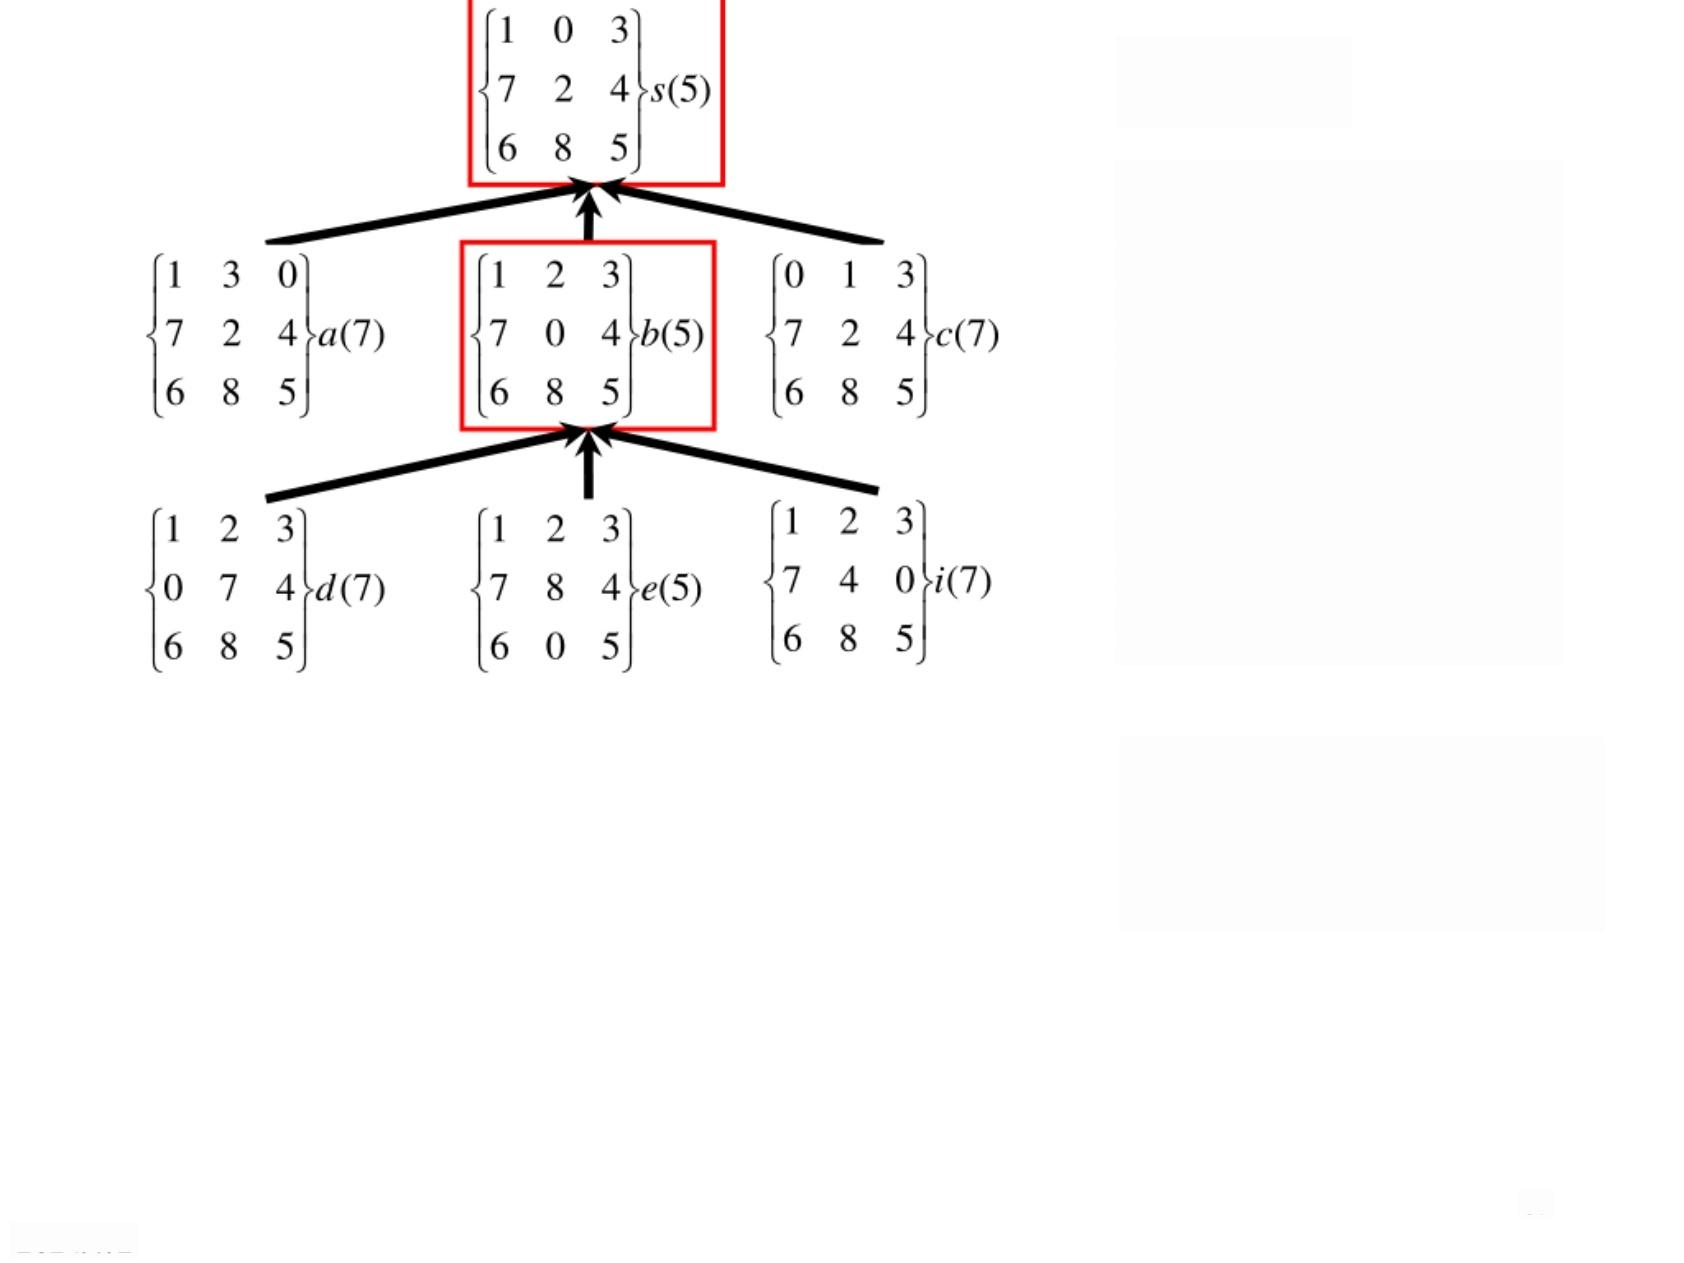 1 0 3
7 2 4 s(5)
6 8 5
1 3 0
7 2 4 a(7)
6 8 5
1 2 3
7 0 4 b(5)
6 8 5
0 1 3
7 2 4 c(7)
6 8 5
1 2 3
0 7 4 d(7)
6 8 5
1 2 3
7 8 4 e(5)
6 0 5
1 2 3
7 4 0 i(7)
6 8 5